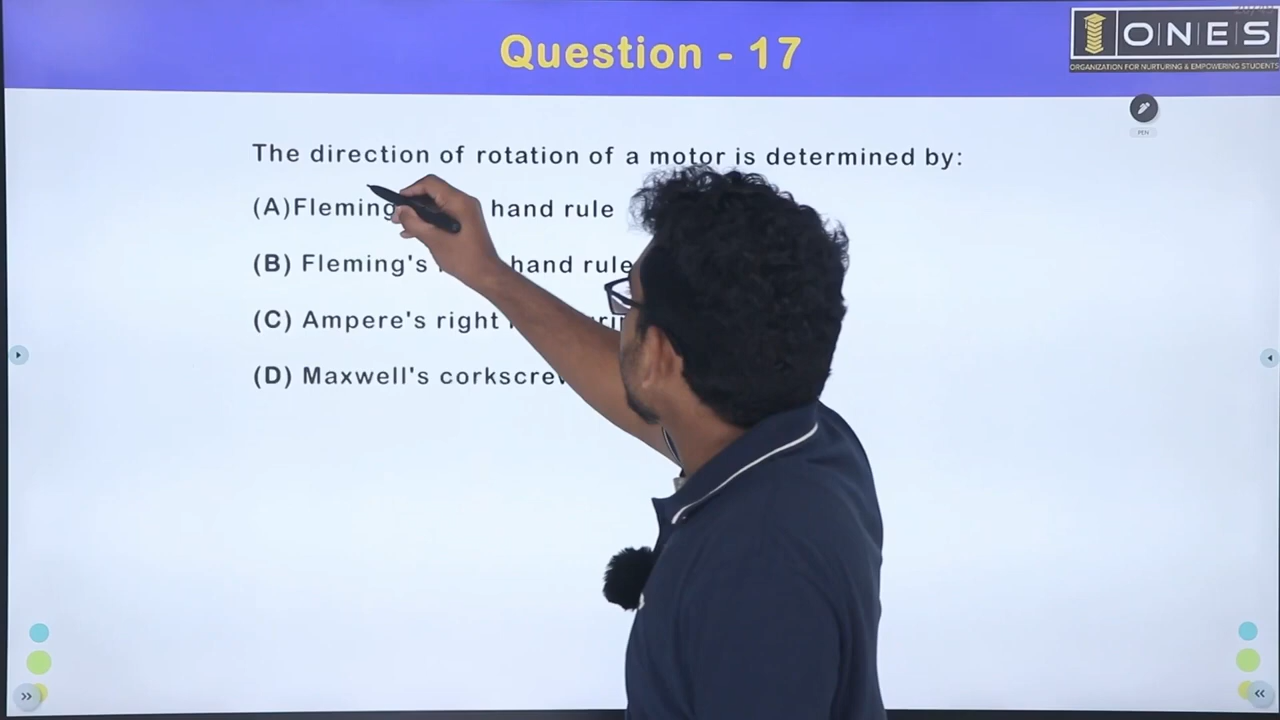 Question - 17
ONES
ORGANIZATION FOR NURTURING & EMPOWERING STUDENTS
PEN
The direction of rotation of a motor is determined by:
(A)Fleming hand rule
(B) Fleming's hand rule
(C) Ampere's right
(D) Maxwell's